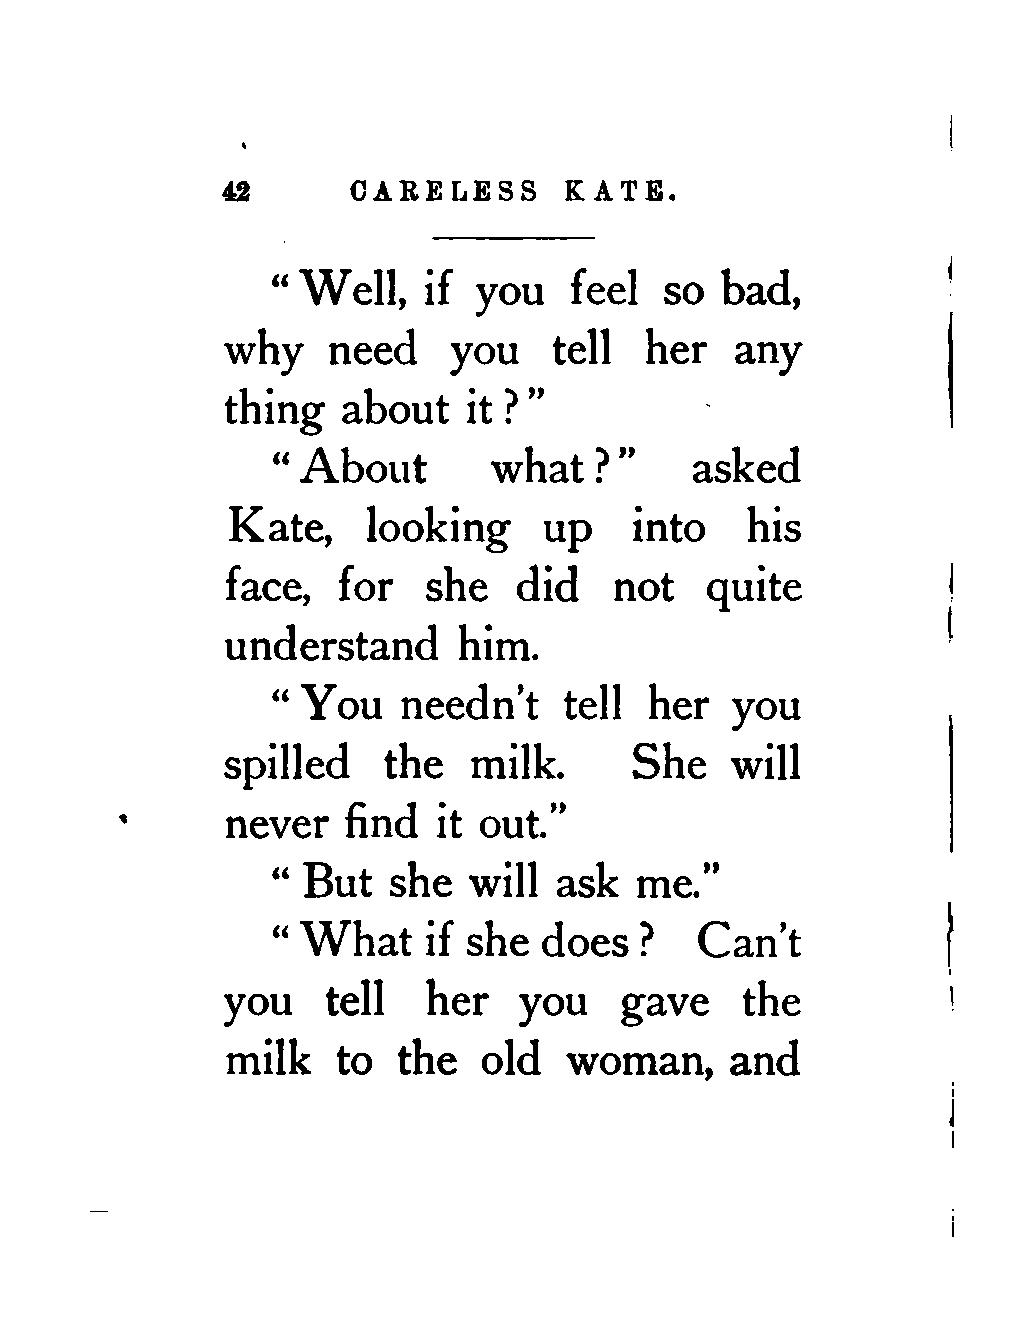 42 CARELESS KATE.
“Well, if you feel so bad,
why need you tell her any
thing about it?”
“About what?” asked
Kate, looking up into his
face, for she did not quite
understand him.
“You needn't tell her you
spilled the milk. She will
never find it out.”
“But she will ask me.”
“What if she does? Can't
you tell her you gave the
milk to the old woman, and